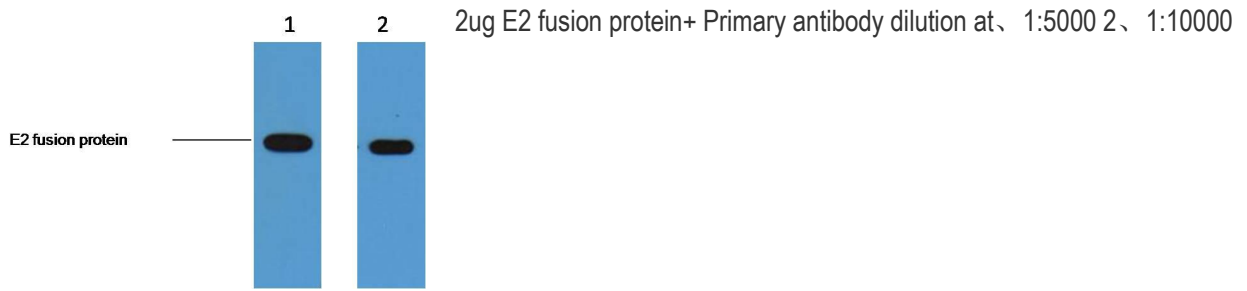 1 2
2ug E2 fusion protein+ Primary antibody dilution at、 1:5000 2、 1:10000
E2 fusion protein